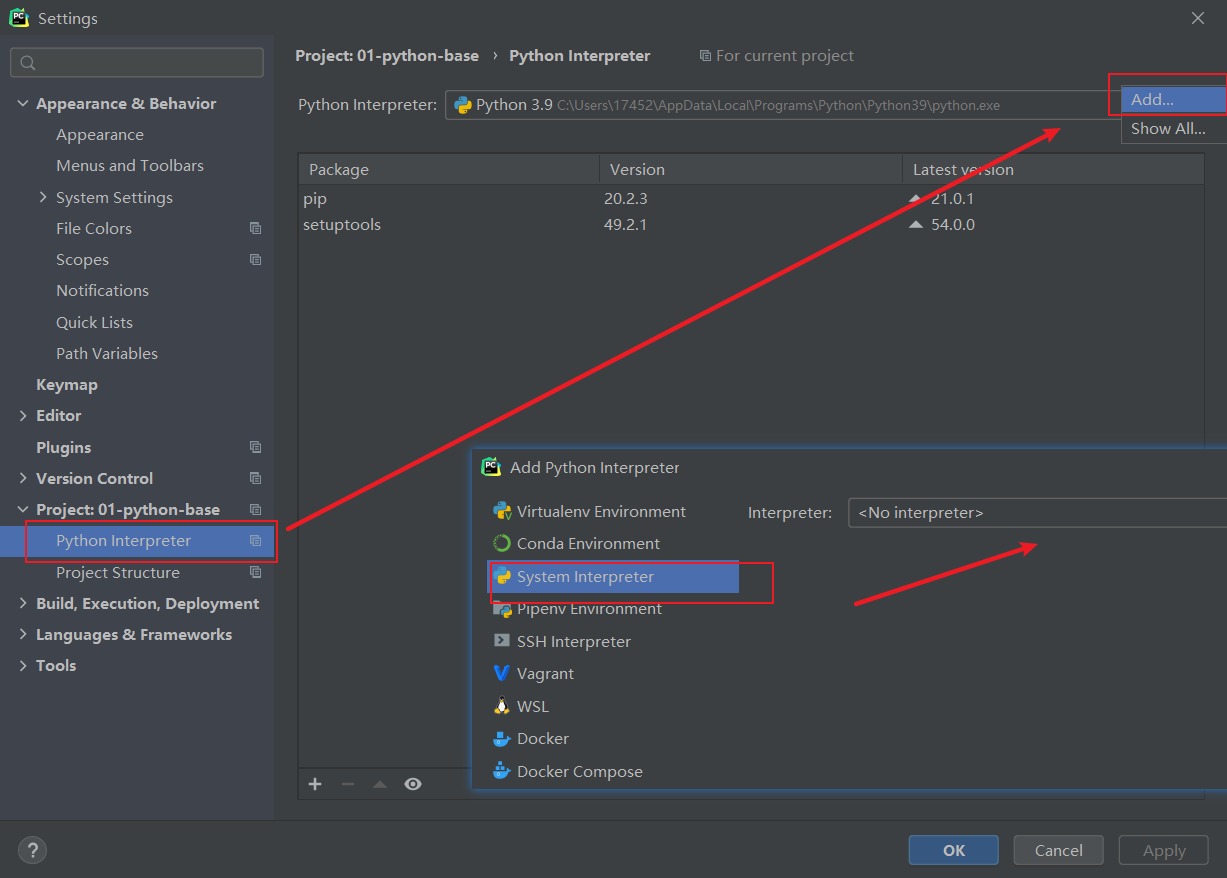 Settings
Appearance & Behavior
Appearance
Menus and Toolbars
System Settings
File Colors
Scopes
Notifications
Quick Lists
Path Variables
Keymap
Editor
Plugins
Version Control
Project: 01-python-base
Python Interpreter
Project Structure
Build, Execution, Deployment
Languages & Frameworks
Tools
Project: 01-python-base › Python Interpreter For current project
Python Interpreter: Python 3.9 C:\Users\17452\AppData\Local\Programs\Python\Python39\python.exe
Add...
Show All...
Package Version Latest version
pip 20.2.3 21.0.1
setuptools 49.2.1 54.0.0
PC Add Python Interpreter
Virtualenv Environment
Conda Environment
System Interpreter
Pipenv Environment
SSH Interpreter
Vagrant
WSL
Docker
Docker Compose
Interpreter: <No interpreter>
?
OK Cancel Apply